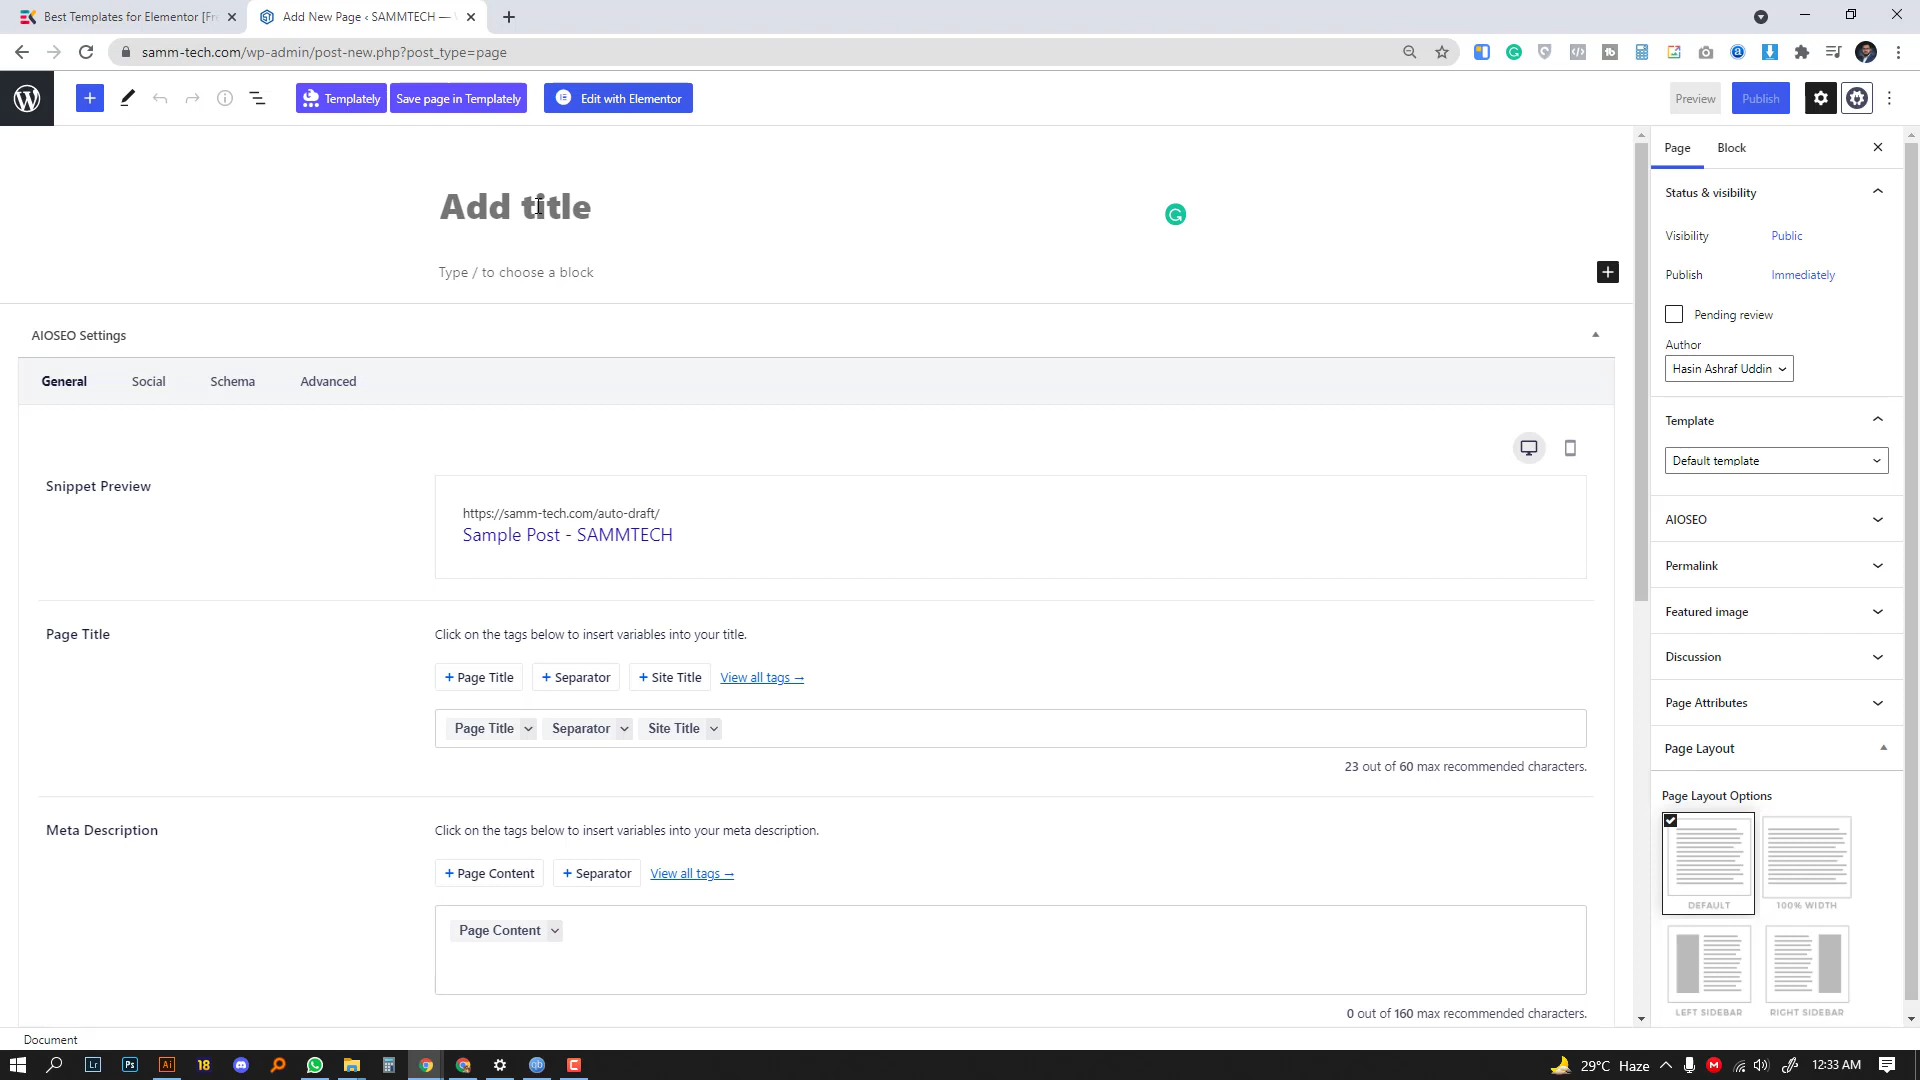 Best Templates for Elementor [Fr
Add New Page ‹ SAMMTECH —
samm-tech.com/wp-admin/post-new.php?post_type=page
Templately
Save page in Templately
Edit with Elementor
Preview
Publish
Page
Block
Add title
Type / to choose a block
Status & visibility
Visibility
Public
Publish
Immediately
Pending review
Author
Hasin Ashraf Uddin
Template
Default template
AIOSEO
Permalink
Featured image
Discussion
Page Attributes
Page Layout
Page Layout Options
DEFAULT
100% WIDTH
LEFT SIDEBAR
RIGHT SIDEBAR
AIOSEO Settings
General
Social
Schema
Advanced
Snippet Preview
https://samm-tech.com/auto-draft/
Sample Post - SAMMTECH
Page Title
Click on the tags below to insert variables into your title.
+ Page Title
+ Separator
+ Site Title
View all tags →
Page Title
Separator
Site Title
23 out of 60 max recommended characters.
Meta Description
Click on the tags below to insert variables into your meta description.
+ Page Content
+ Separator
View all tags →
Page Content
0 out of 160 max recommended characters.
Document
Lr
Ps
Ai
18
qb
29°C Haze
12:33 AM